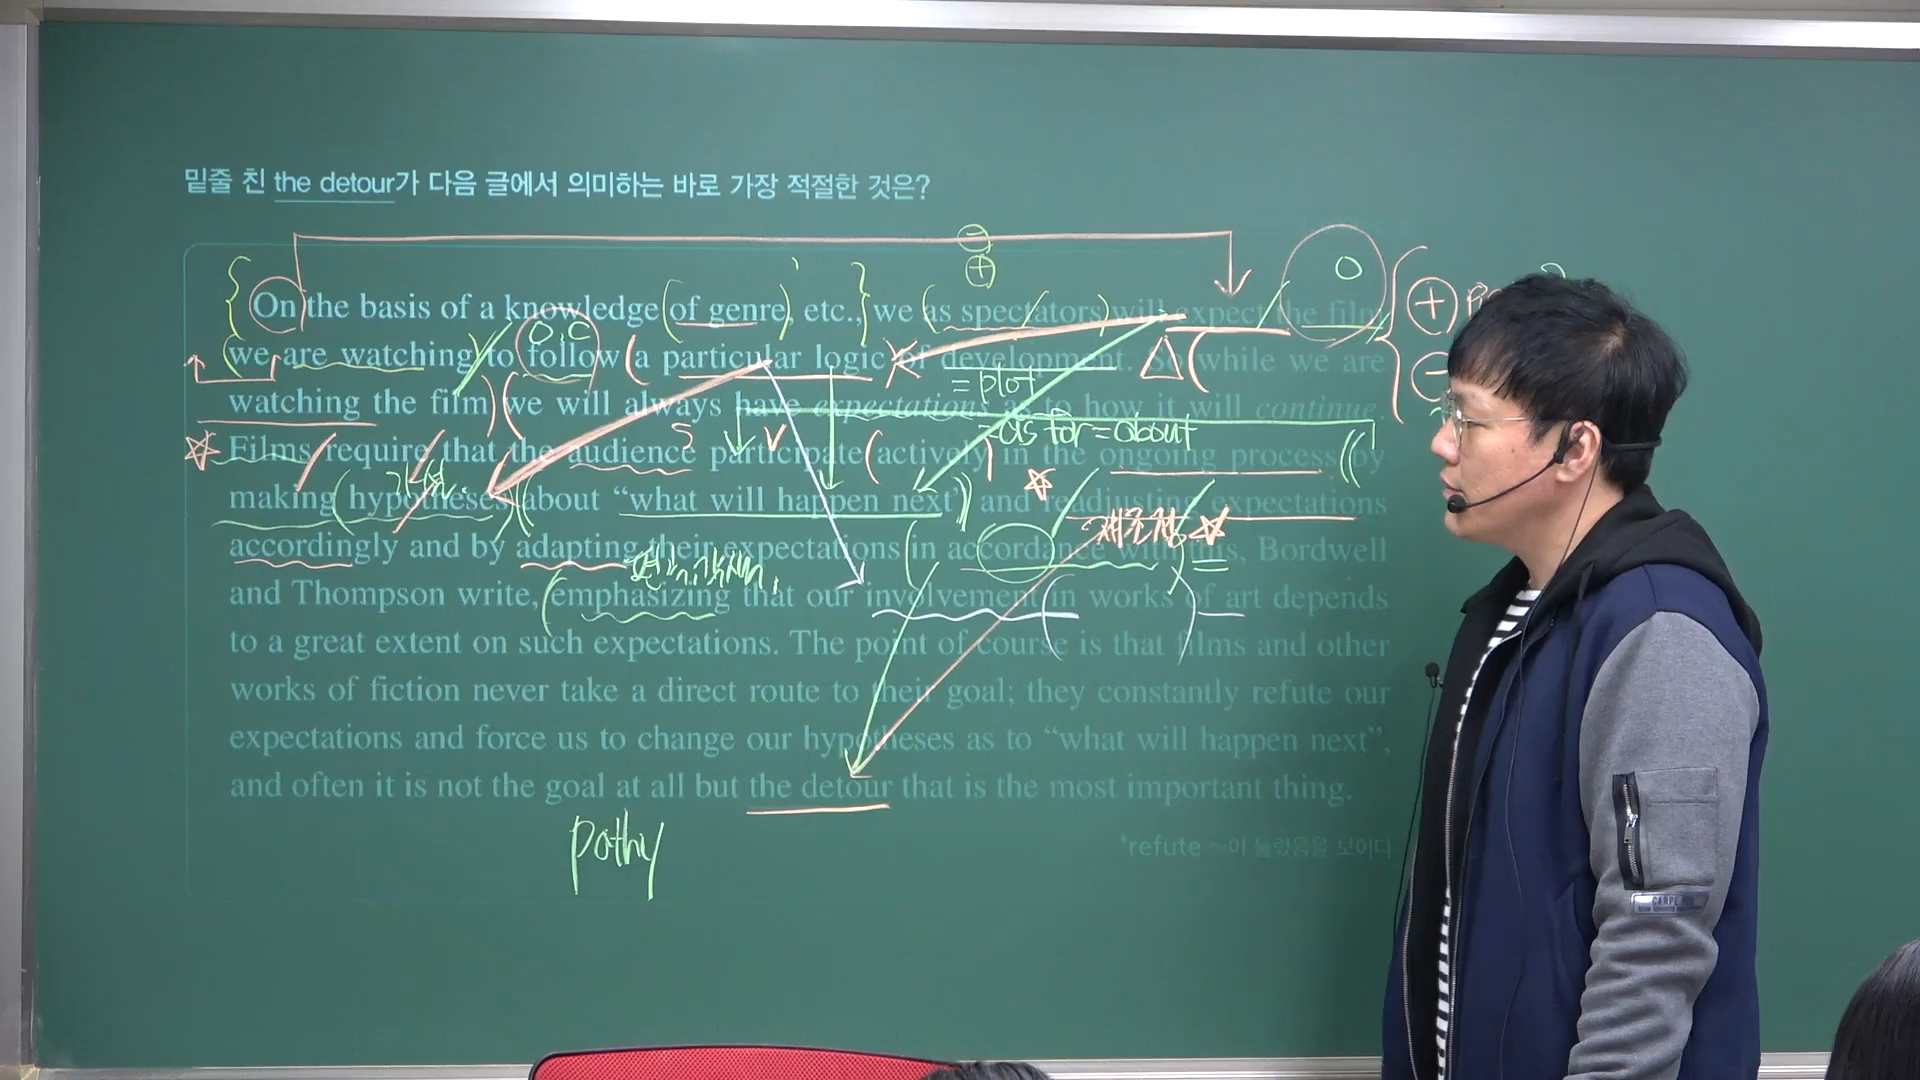 밑줄 친 the detour가 다음 글에서 의미하는 바로 가장 적절한 것은?
On the basis of a knowledge of genre, etc., we as spectators will expect the film
O.C
we are watching to follow a particular logic of development. So while we are
= plot
watching the film we will always have expectations as to how it will continue.
=as for=about
S V
Films require that the audience participate actively in the ongoing process by
making hypotheses about “what will happen next” and readjusting expectations
재조정
accordingly and by adapting their expectations in accordance with this, Bordwell
and Thompson write, emphasizing that our involvement in works of art depends
to a great extent on such expectations. The point of course is that films and other
works of fiction never take a direct route to their goal; they constantly refute our
expectations and force us to change our hypotheses as to “what will happen next”,
and often it is not the goal at all but the detour that is the most important thing.
pathy
*refute ~이 틀렸음을 보이다